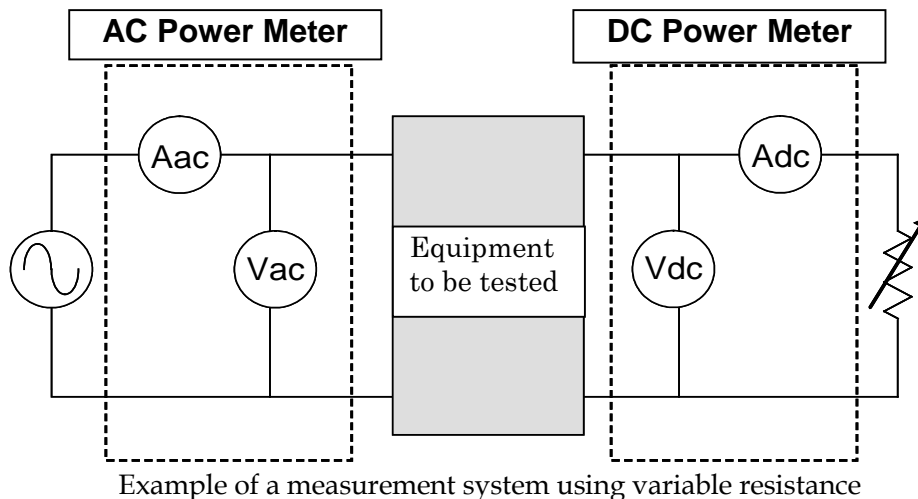 AC Power Meter
DC Power Meter
Aac
Adc
Vac
Equipment
to be tested
Vdc
Example of a measurement system using variable resistance